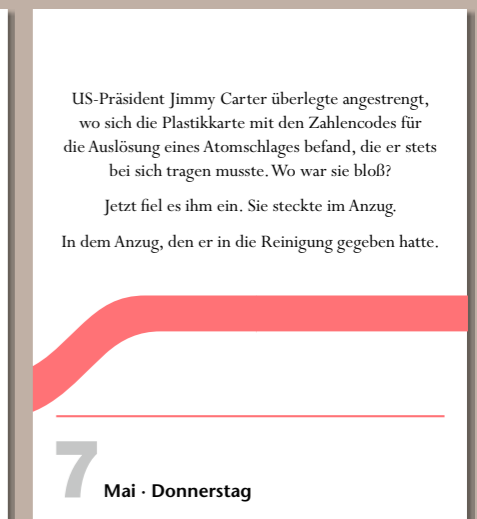 US-Präsident Jimmy Carter überlegte angestrengt,
wo sich die Plastikkarte mit den Zahlencodes für
die Auslösung eines Atomschlages befand, die er stets
bei sich tragen musste. Wo war sie bloß?
Jetzt fiel es ihm ein. Sie steckte im Anzug.
In dem Anzug, den er in die Reinigung gegeben hatte.
7
Mai · Donnerstag